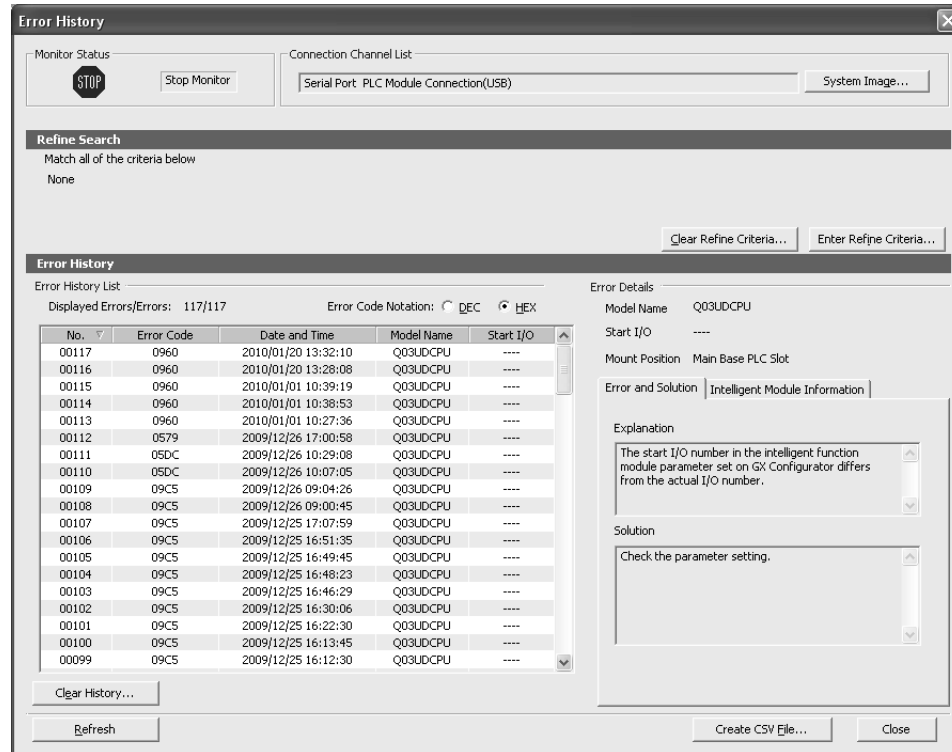 Error History
Monitor Status
STOP
Stop Monitor
Connection Channel List
Serial Port PLC Module Connection(USB)
System Image...
Refine Search
Match all of the criteria below
None
Clear Refine Criteria...
Enter Refine Criteria...
Error History
Error History List
Displayed Errors/Errors: 117/117
Error Code Notation: DEC HEX
No. Error Code Date and Time Model Name Start I/O
00117 0960 2010/01/20 13:32:10 Q03UDCPU ----
00116 0960 2010/01/20 13:28:08 Q03UDCPU ----
00115 0960 2010/01/01 10:39:19 Q03UDCPU ----
00114 0960 2010/01/01 10:38:53 Q03UDCPU ----
00113 0960 2010/01/01 10:27:36 Q03UDCPU ----
00112 0579 2009/12/26 17:00:58 Q03UDCPU ----
00111 05DC 2009/12/26 10:29:08 Q03UDCPU ----
00110 05DC 2009/12/26 10:07:05 Q03UDCPU ----
00109 09C5 2009/12/26 09:04:26 Q03UDCPU ----
00108 09C5 2009/12/26 09:00:45 Q03UDCPU ----
00107 09C5 2009/12/25 17:07:59 Q03UDCPU ----
00106 09C5 2009/12/25 16:51:35 Q03UDCPU ----
00105 09C5 2009/12/25 16:49:45 Q03UDCPU ----
00104 09C5 2009/12/25 16:48:23 Q03UDCPU ----
00103 09C5 2009/12/25 16:46:29 Q03UDCPU ----
00102 09C5 2009/12/25 16:30:06 Q03UDCPU ----
00101 09C5 2009/12/25 16:22:30 Q03UDCPU ----
00100 09C5 2009/12/25 16:13:45 Q03UDCPU ----
00099 09C5 2009/12/25 16:12:30 Q03UDCPU ----
Clear History...
Error Details
Model Name Q03UDCPU
Start I/O ----
Mount Position Main Base PLC Slot
Error and Solution
Intelligent Module Information
Explanation
The start I/O number in the intelligent function
module parameter set on GX Configurator differs
from the actual I/O number.
Solution
Check the parameter setting.
Refresh
Create CSV File...
Close